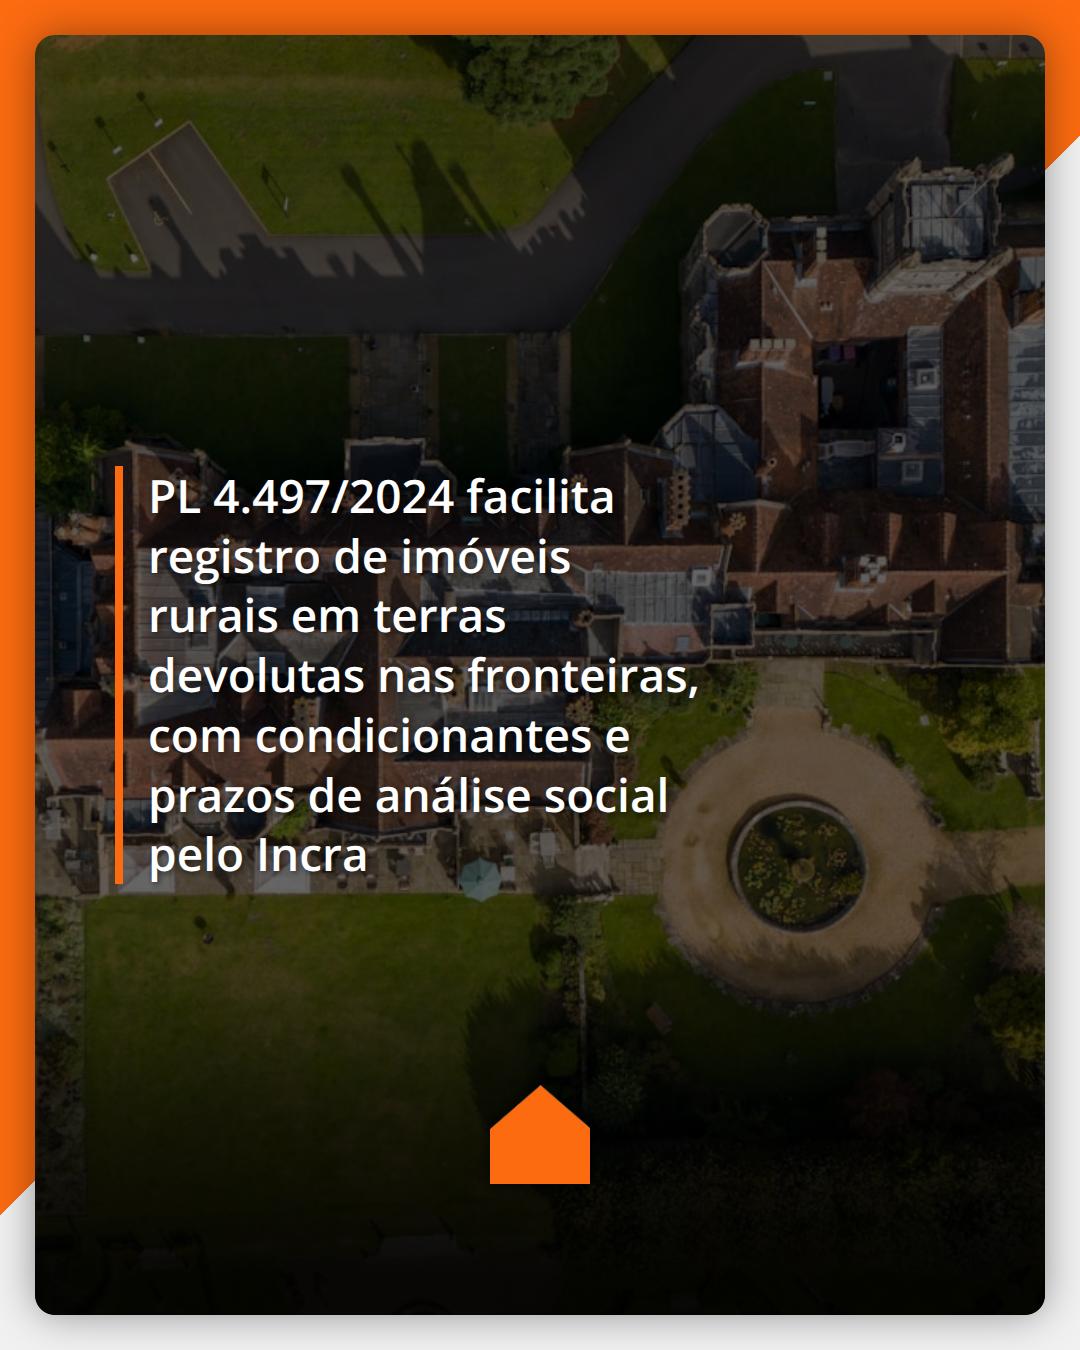 PL 4.497/2024 facilita
registro de imóveis
rurais em terras
devolutas nas fronteiras,
com condicionantes e
prazos de análise social
pelo Incra